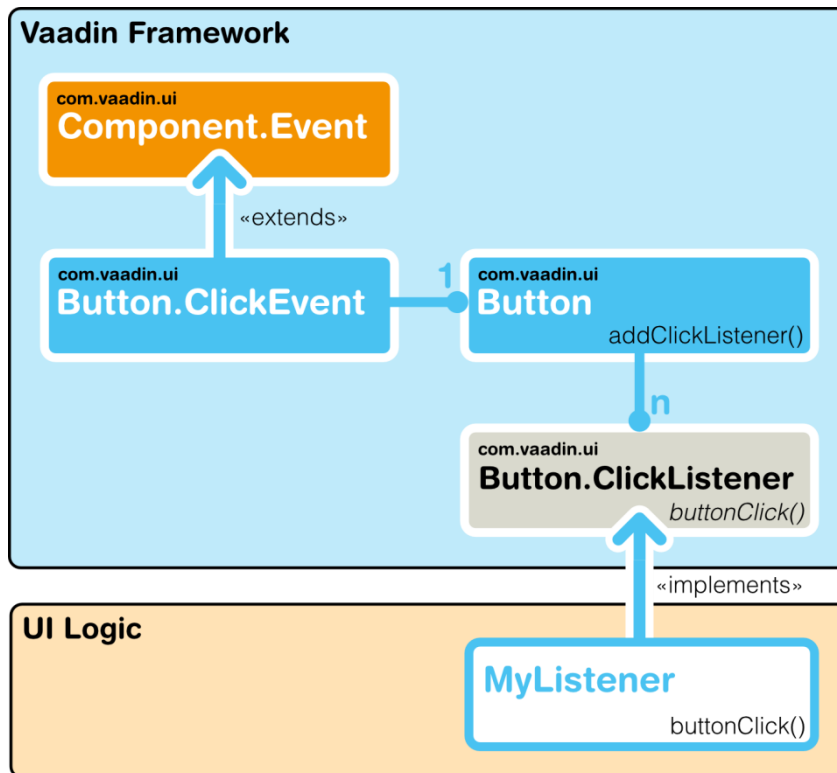 Vaadin Framework
com.vaadin.ui
Component.Event
«extends»
com.vaadin.ui
Button.ClickEvent
1
com.vaadin.ui
Button
addClickListener()
n
com.vaadin.ui
Button.ClickListener
buttonClick()
«implements»
UI Logic
MyListener
buttonClick()